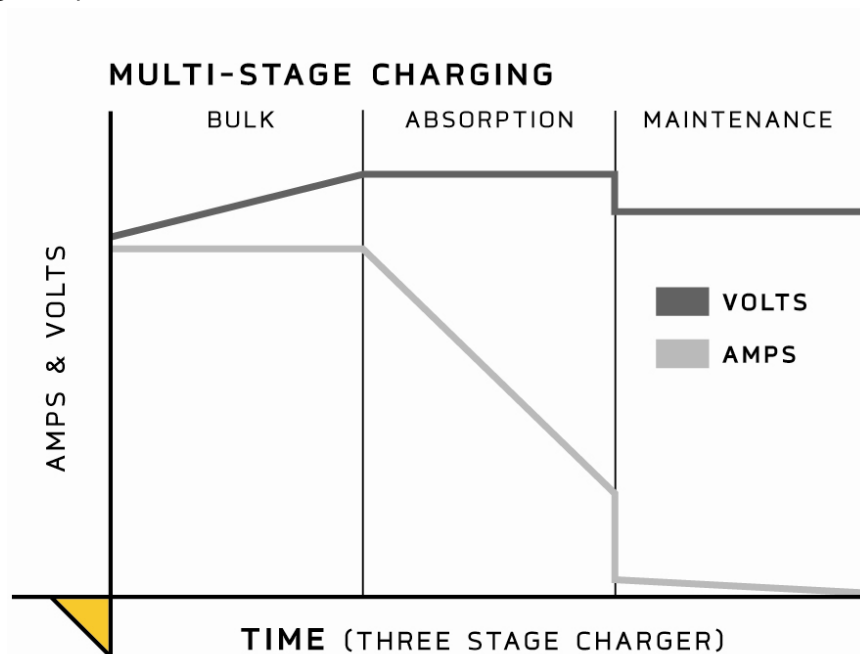 MULTI-STAGE CHARGING
BULK ABSORPTION MAINTENANCE
AMPS & VOLTS
VOLTS
AMPS
TIME (THREE STAGE CHARGER)